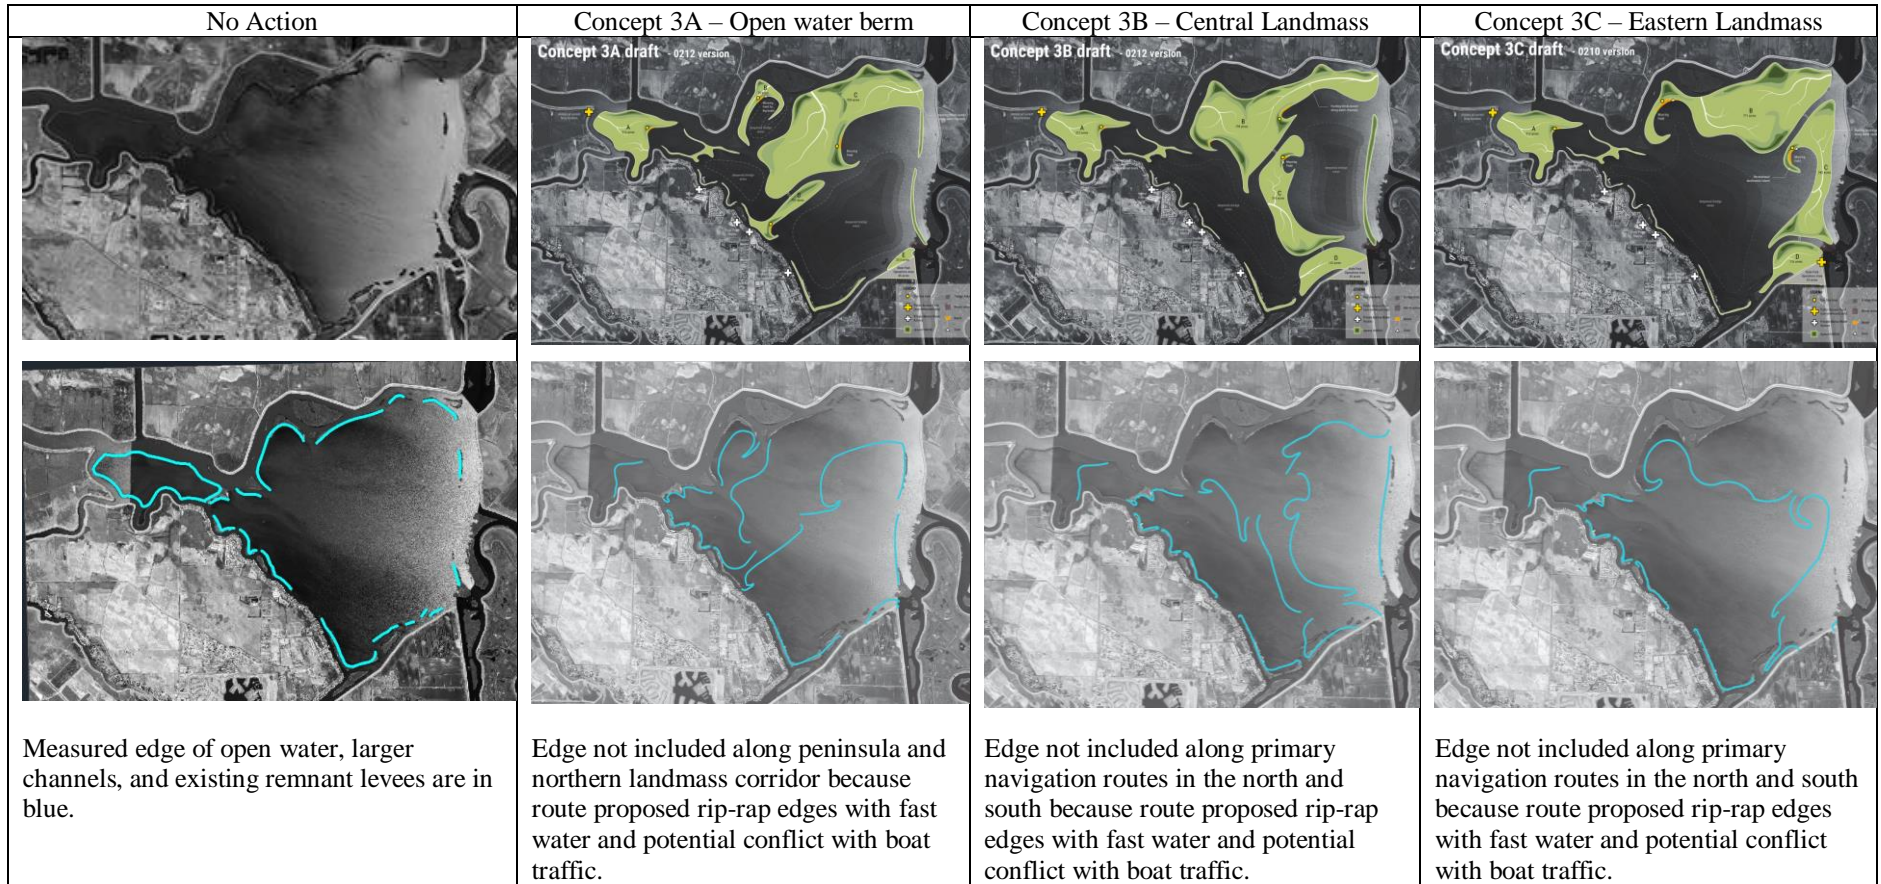 No Action
Concept 3A – Open water berm
Concept 3B – Central Landmass
Concept 3C – Eastern Landmass
Concept 3A draft - 0212 version
Concept 3B draft - 0212 version
Concept 3C draft - 0210 version
A
B
C
E
A
B
C
D
A
B
C
D
Measured edge of open water, larger
channels, and existing remnant levees are in
blue.
Edge not included along peninsula and
northern landmass corridor because
route proposed rip-rap edges with fast
water and potential conflict with boat
traffic.
Edge not included along primary
navigation routes in the north and
south because route proposed rip-rap
edges with fast water and potential
conflict with boat traffic.
Edge not included along primary
navigation routes in the north and south
because route proposed rip-rap edges
with fast water and potential conflict
with boat traffic.